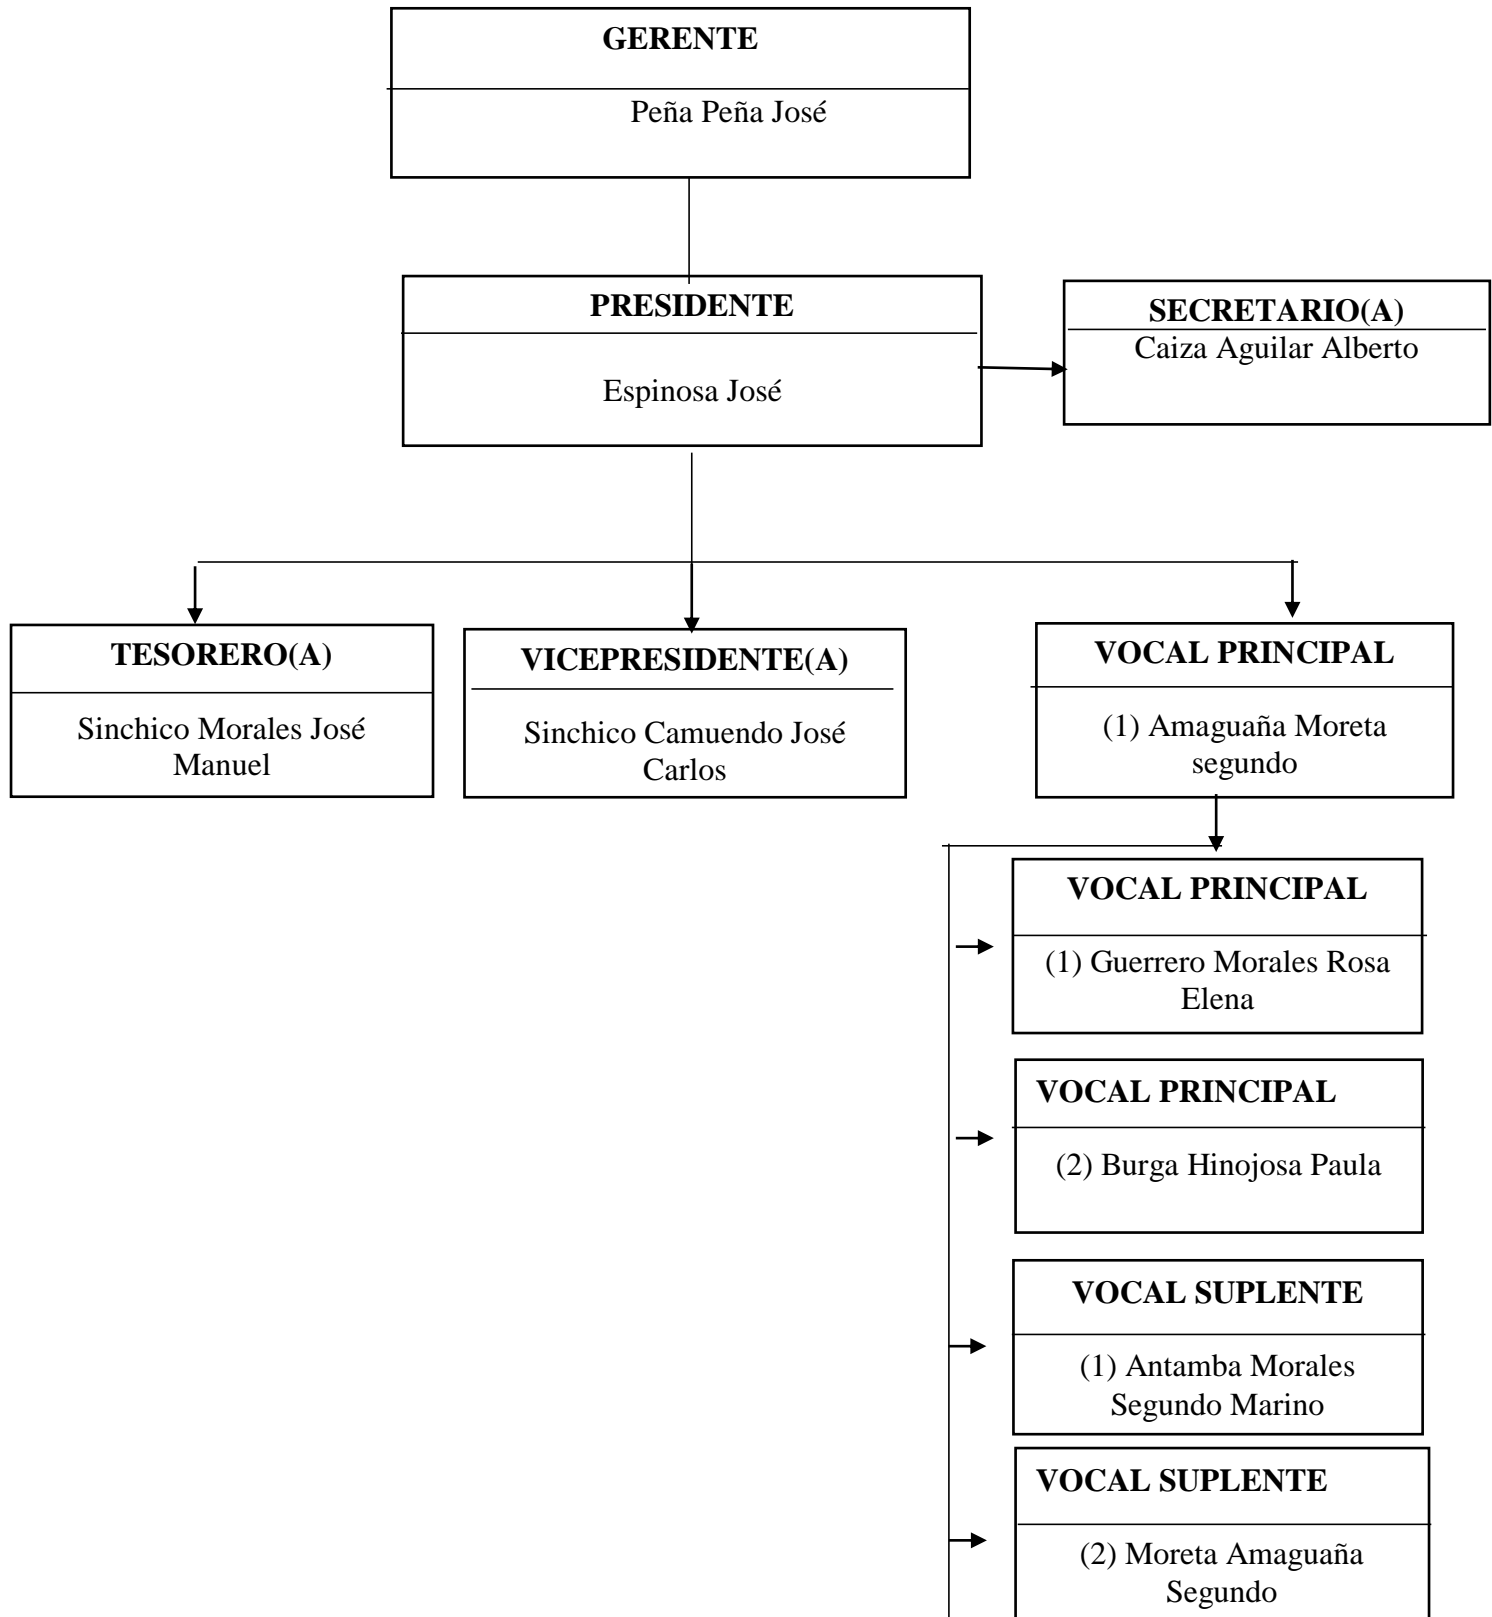 GERENTE
Peña Peña José
PRESIDENTE
Espinosa José
SECRETARIO(A)
Caiza Aguilar Alberto
TESORERO(A)
Sinchico Morales José
Manuel
VICEPRESIDENTE(A)
Sinchico Camuendo José
Carlos
VOCAL PRINCIPAL
(1) Amaguaña Moreta
segundo
VOCAL PRINCIPAL
(1) Guerrero Morales Rosa
Elena
VOCAL PRINCIPAL
(2) Burga Hinojosa Paula
VOCAL SUPLENTE
(1) Antamba Morales
Segundo Marino
VOCAL SUPLENTE
(2) Moreta Amaguaña
Segundo